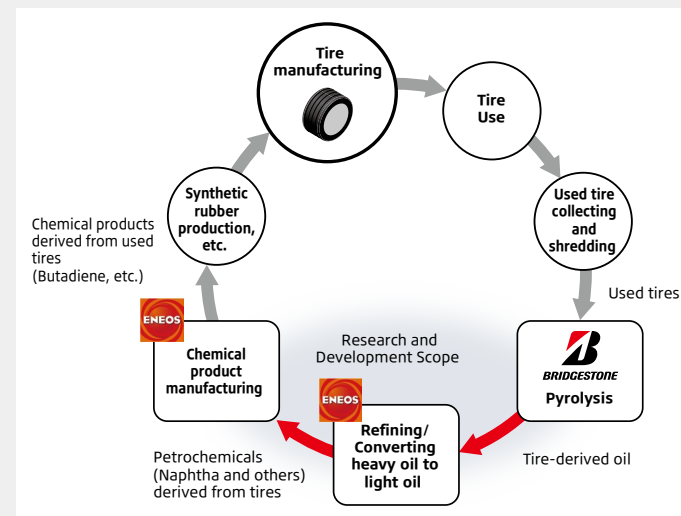 Tire
manufacturing
Tire
Use
Used tire
collecting
and
shredding
Used tires
BRIDGESTONE
Pyrolysis
Tire-derived oil
Research and
Development Scope
ENEOS
Refining/
Converting
heavy oil to
light oil
Petrochemicals
(Naphtha and others)
derived from tires
ENEOS
Chemical
product
manufacturing
Chemical products
derived from used
tires
(Butadiene, etc.)
Synthetic
rubber
production,
etc.